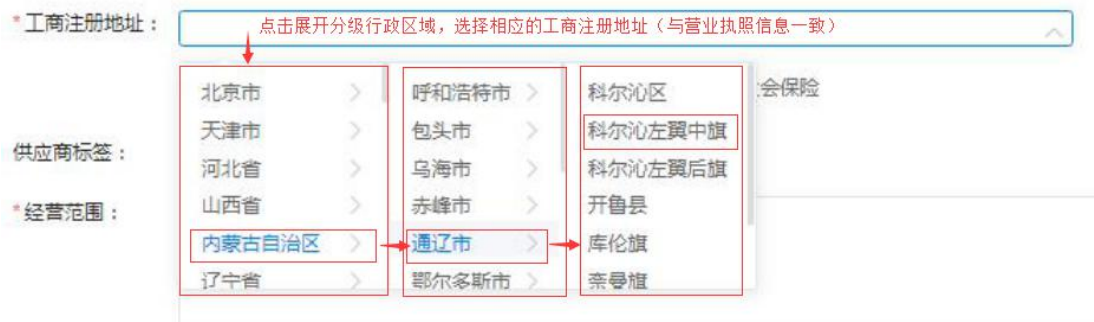 *工商注册地址：
点击展开分级行政区域，选择相应的工商注册地址（与营业执照信息一致）
北京市
天津市
河北省
山西省
内蒙古自治区
辽宁省
呼和浩特市
包头市
乌海市
赤峰市
通辽市
鄂尔多斯市
科尔沁区
科尔沁左翼中旗
科尔沁左翼后旗
开鲁县
库伦旗
奈曼旗
会保险
供应商标签：
*经营范围：